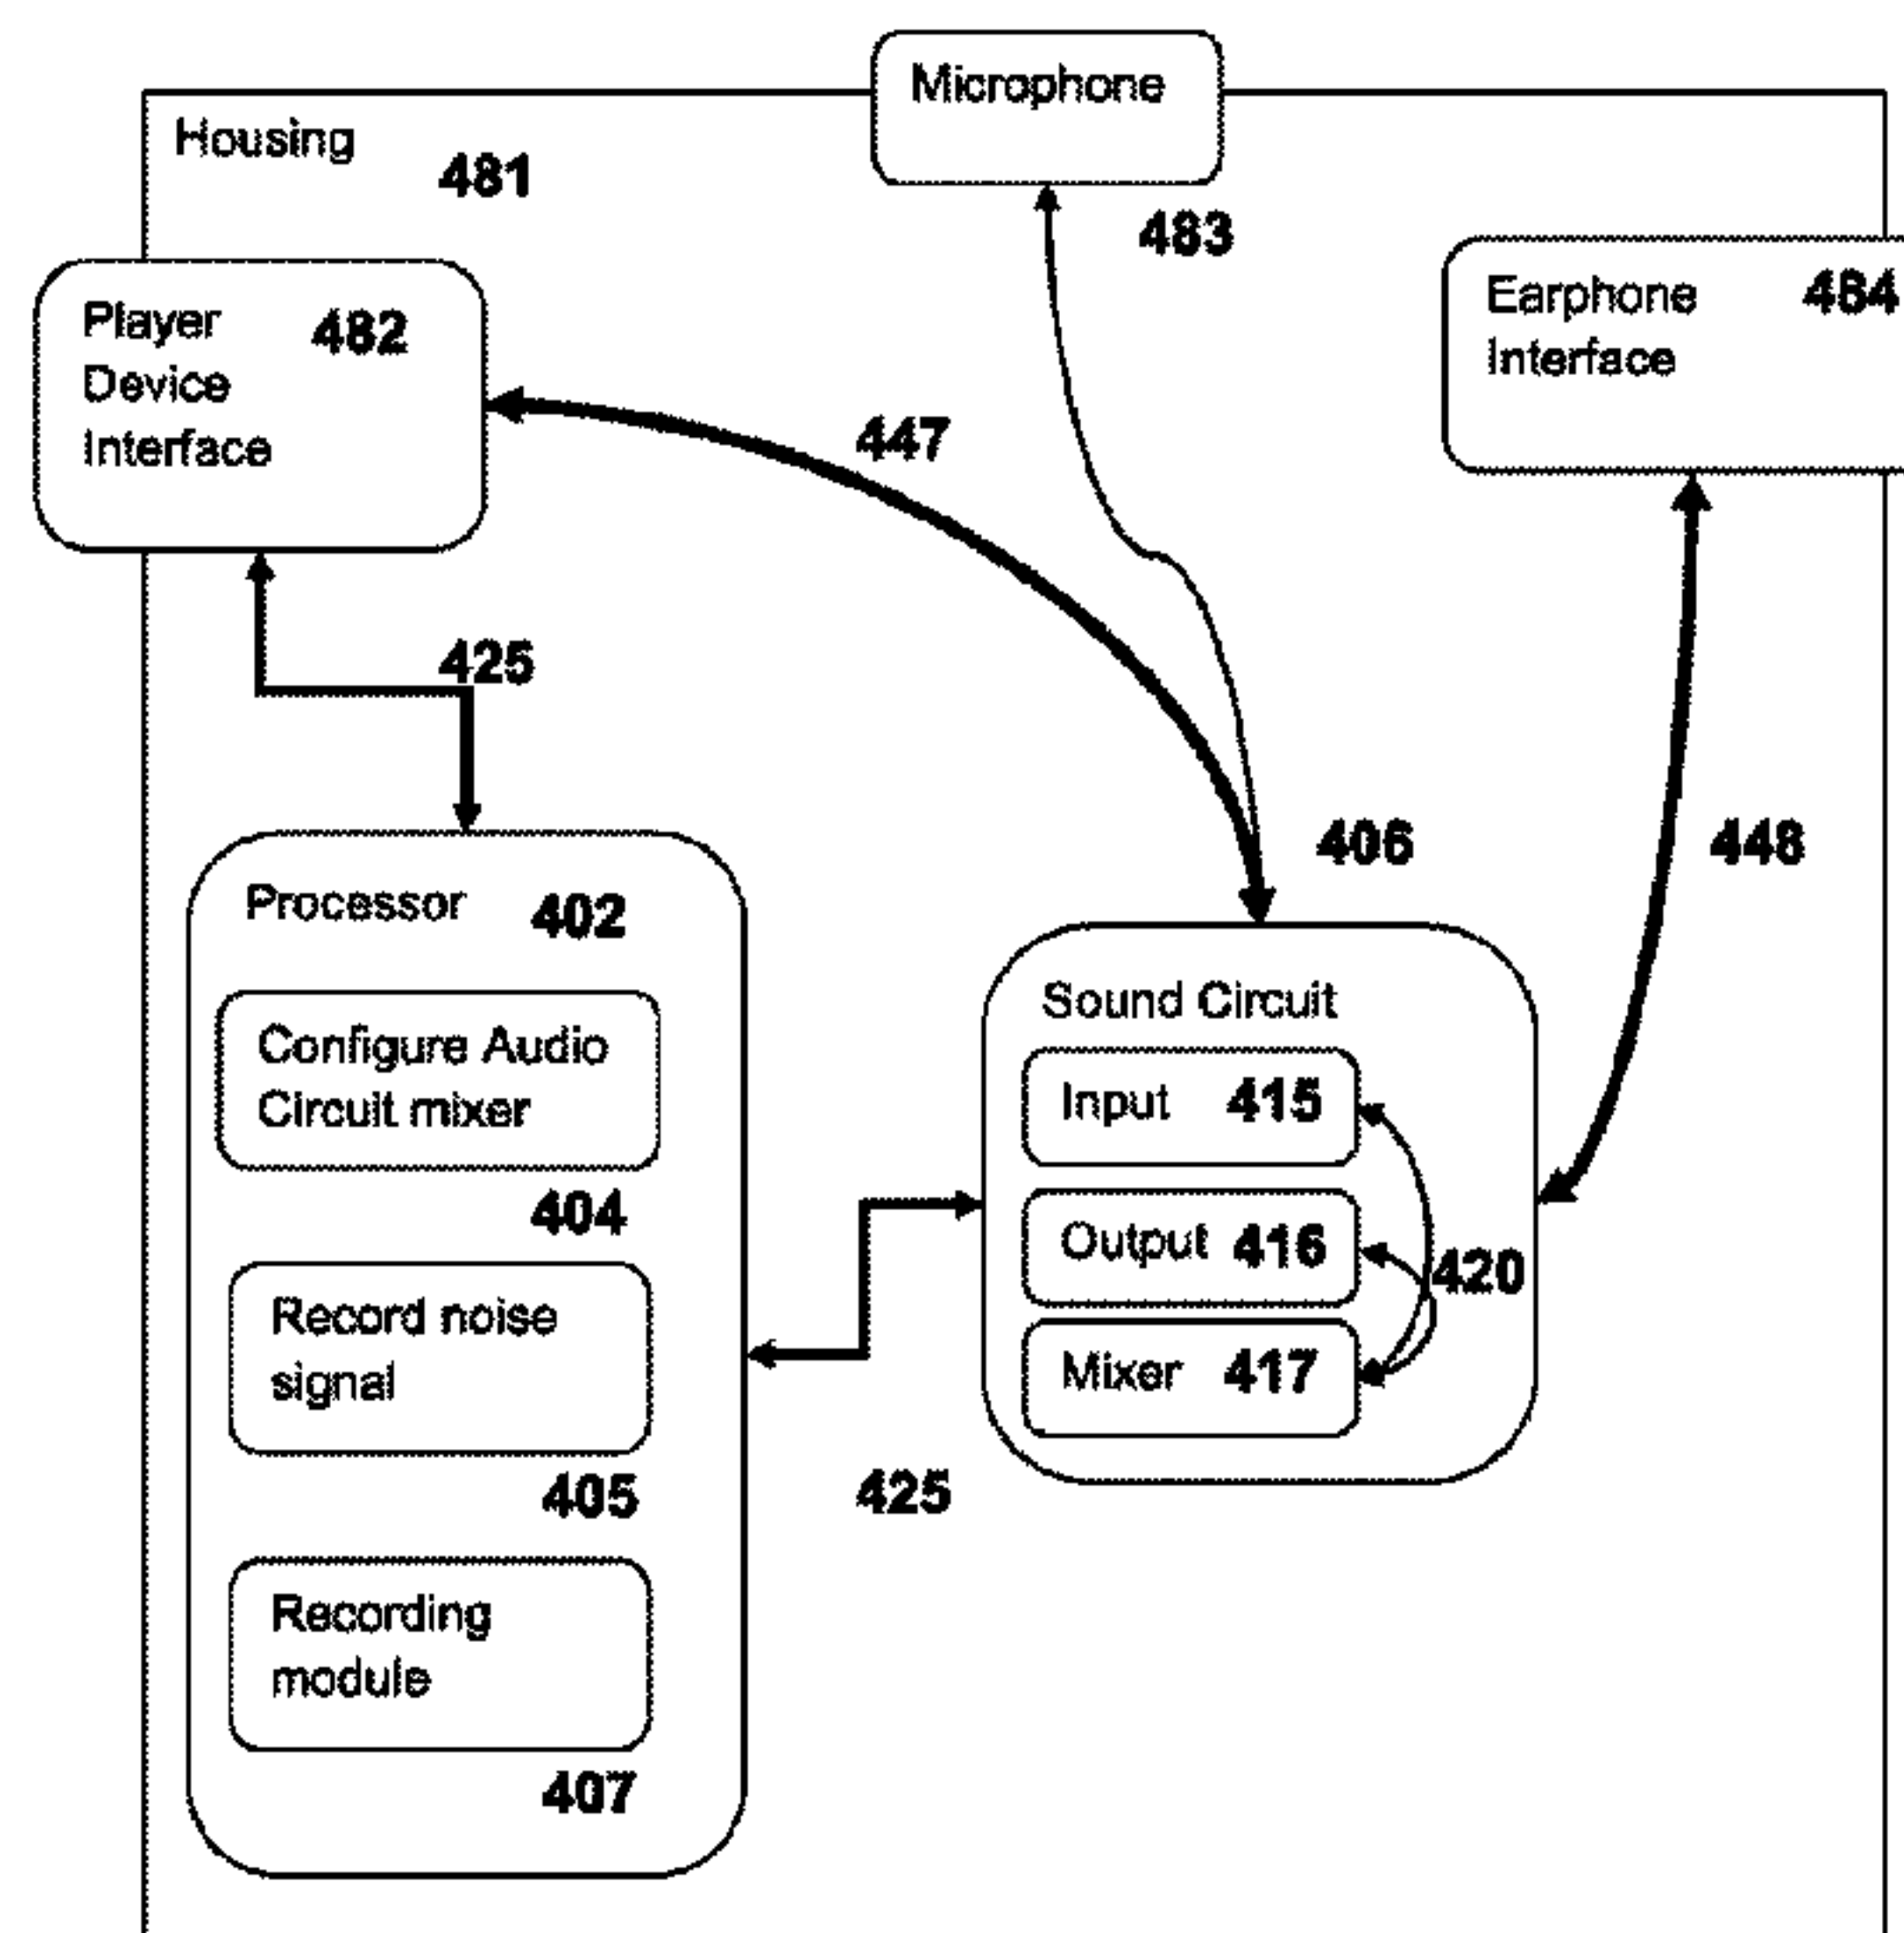 Microphone
Housing
481
483
Player
Device
Interface
482
Earphone
Interface
484
447
425
406
448
Processor
402
Configure Audio
Circuit mixer
404
Record noise
signal
405
Recording
module
407
Sound Circuit
Input 415
Output 416
Mixer 417
420
425